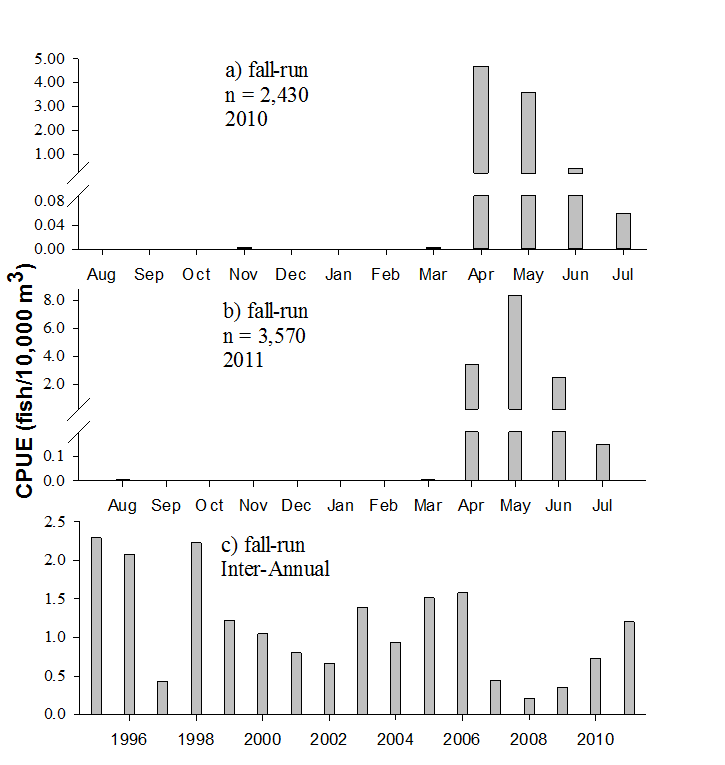 5.00
4.00
3.00
2.00
1.00
0.08
0.04
0.00
a) fall-run
n = 2,430
2010
Aug Sep Oct Nov Dec Jan Feb Mar Apr May Jun Jul
CPUE (fish/10,000 m³)
8.0
6.0
4.0
2.0
0.1
0.0
b) fall-run
n = 3,570
2011
Aug Sep Oct Nov Dec Jan Feb Mar Apr May Jun Jul
2.5
2.0
1.5
1.0
0.5
0.0
c) fall-run
Inter-Annual
1996 1998 2000 2002 2004 2006 2008 2010